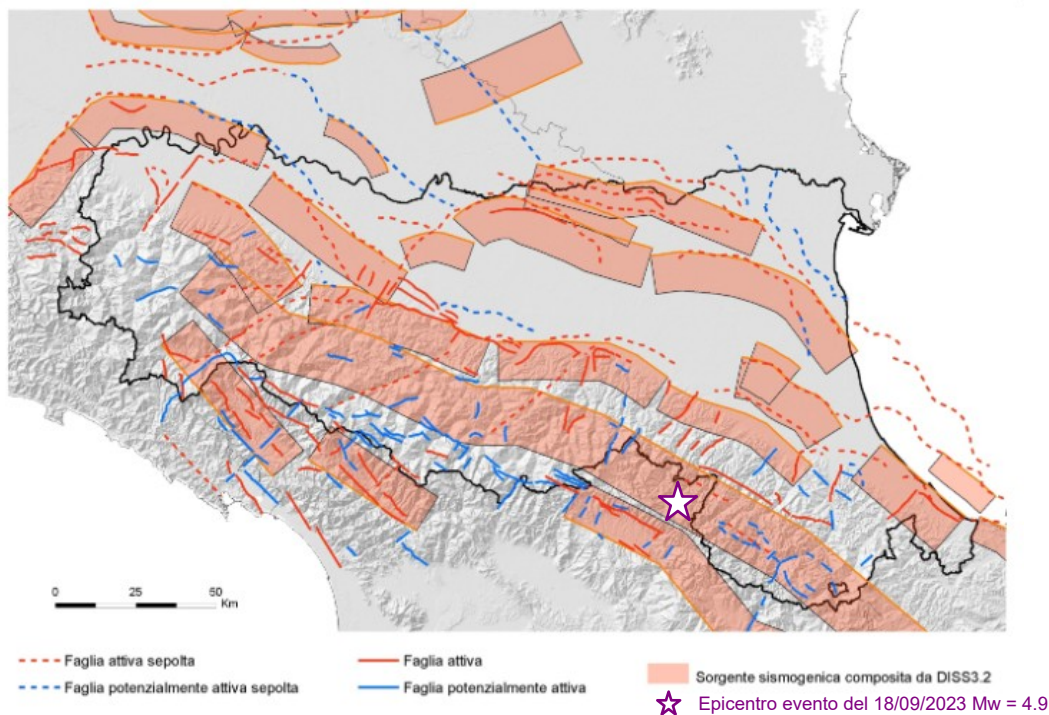 0 25 50
Km
Faglia attiva sepolta
Faglia attiva
Faglia potenzialmente attiva sepolta
Faglia potenzialmente attiva
Sorgente sismogenica composita da DISS3.2
Epicentro evento del 18/09/2023 Mw = 4.9